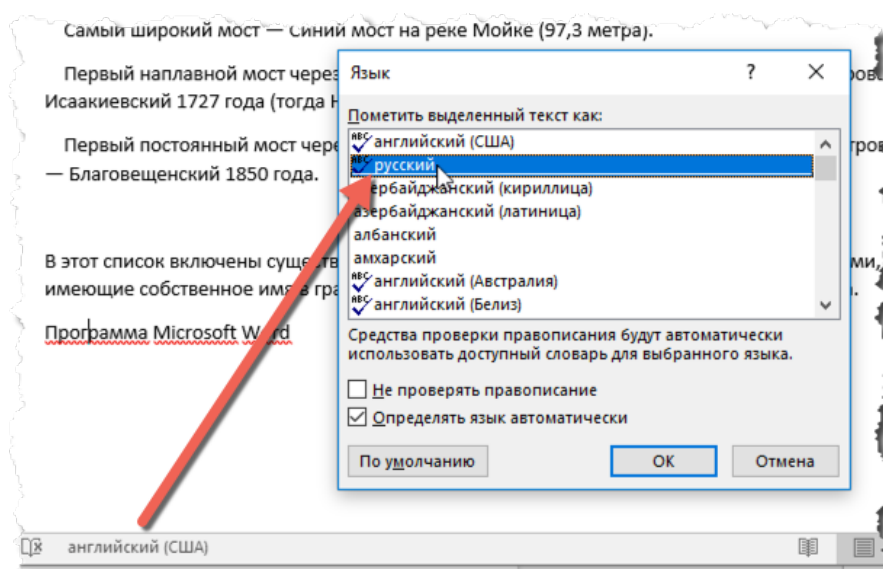 Самый широкий мост — Синий мост на реке Мойке (97,3 метра).
Первый наплавной мост через
Исаакиевский 1727 года (тогда Н
Первый постоянный мост чере
— Благовещенский 1850 года.
В этот список включены сущест
имеющие собственное имя в гра
Программа Microsoft Word
Язык
Пометить выделенный текст как:
английский (США)
русский
азербайджанский (кириллица)
азербайджанский (латиница)
албанский
амхарский
английский (Австралия)
английский (Белиз)
Средства проверки правописания будут автоматически
использовать доступный словарь для выбранного языка.
Не проверять правописание
Определять язык автоматически
По умолчанию
ОК
Отмена
английский (США)